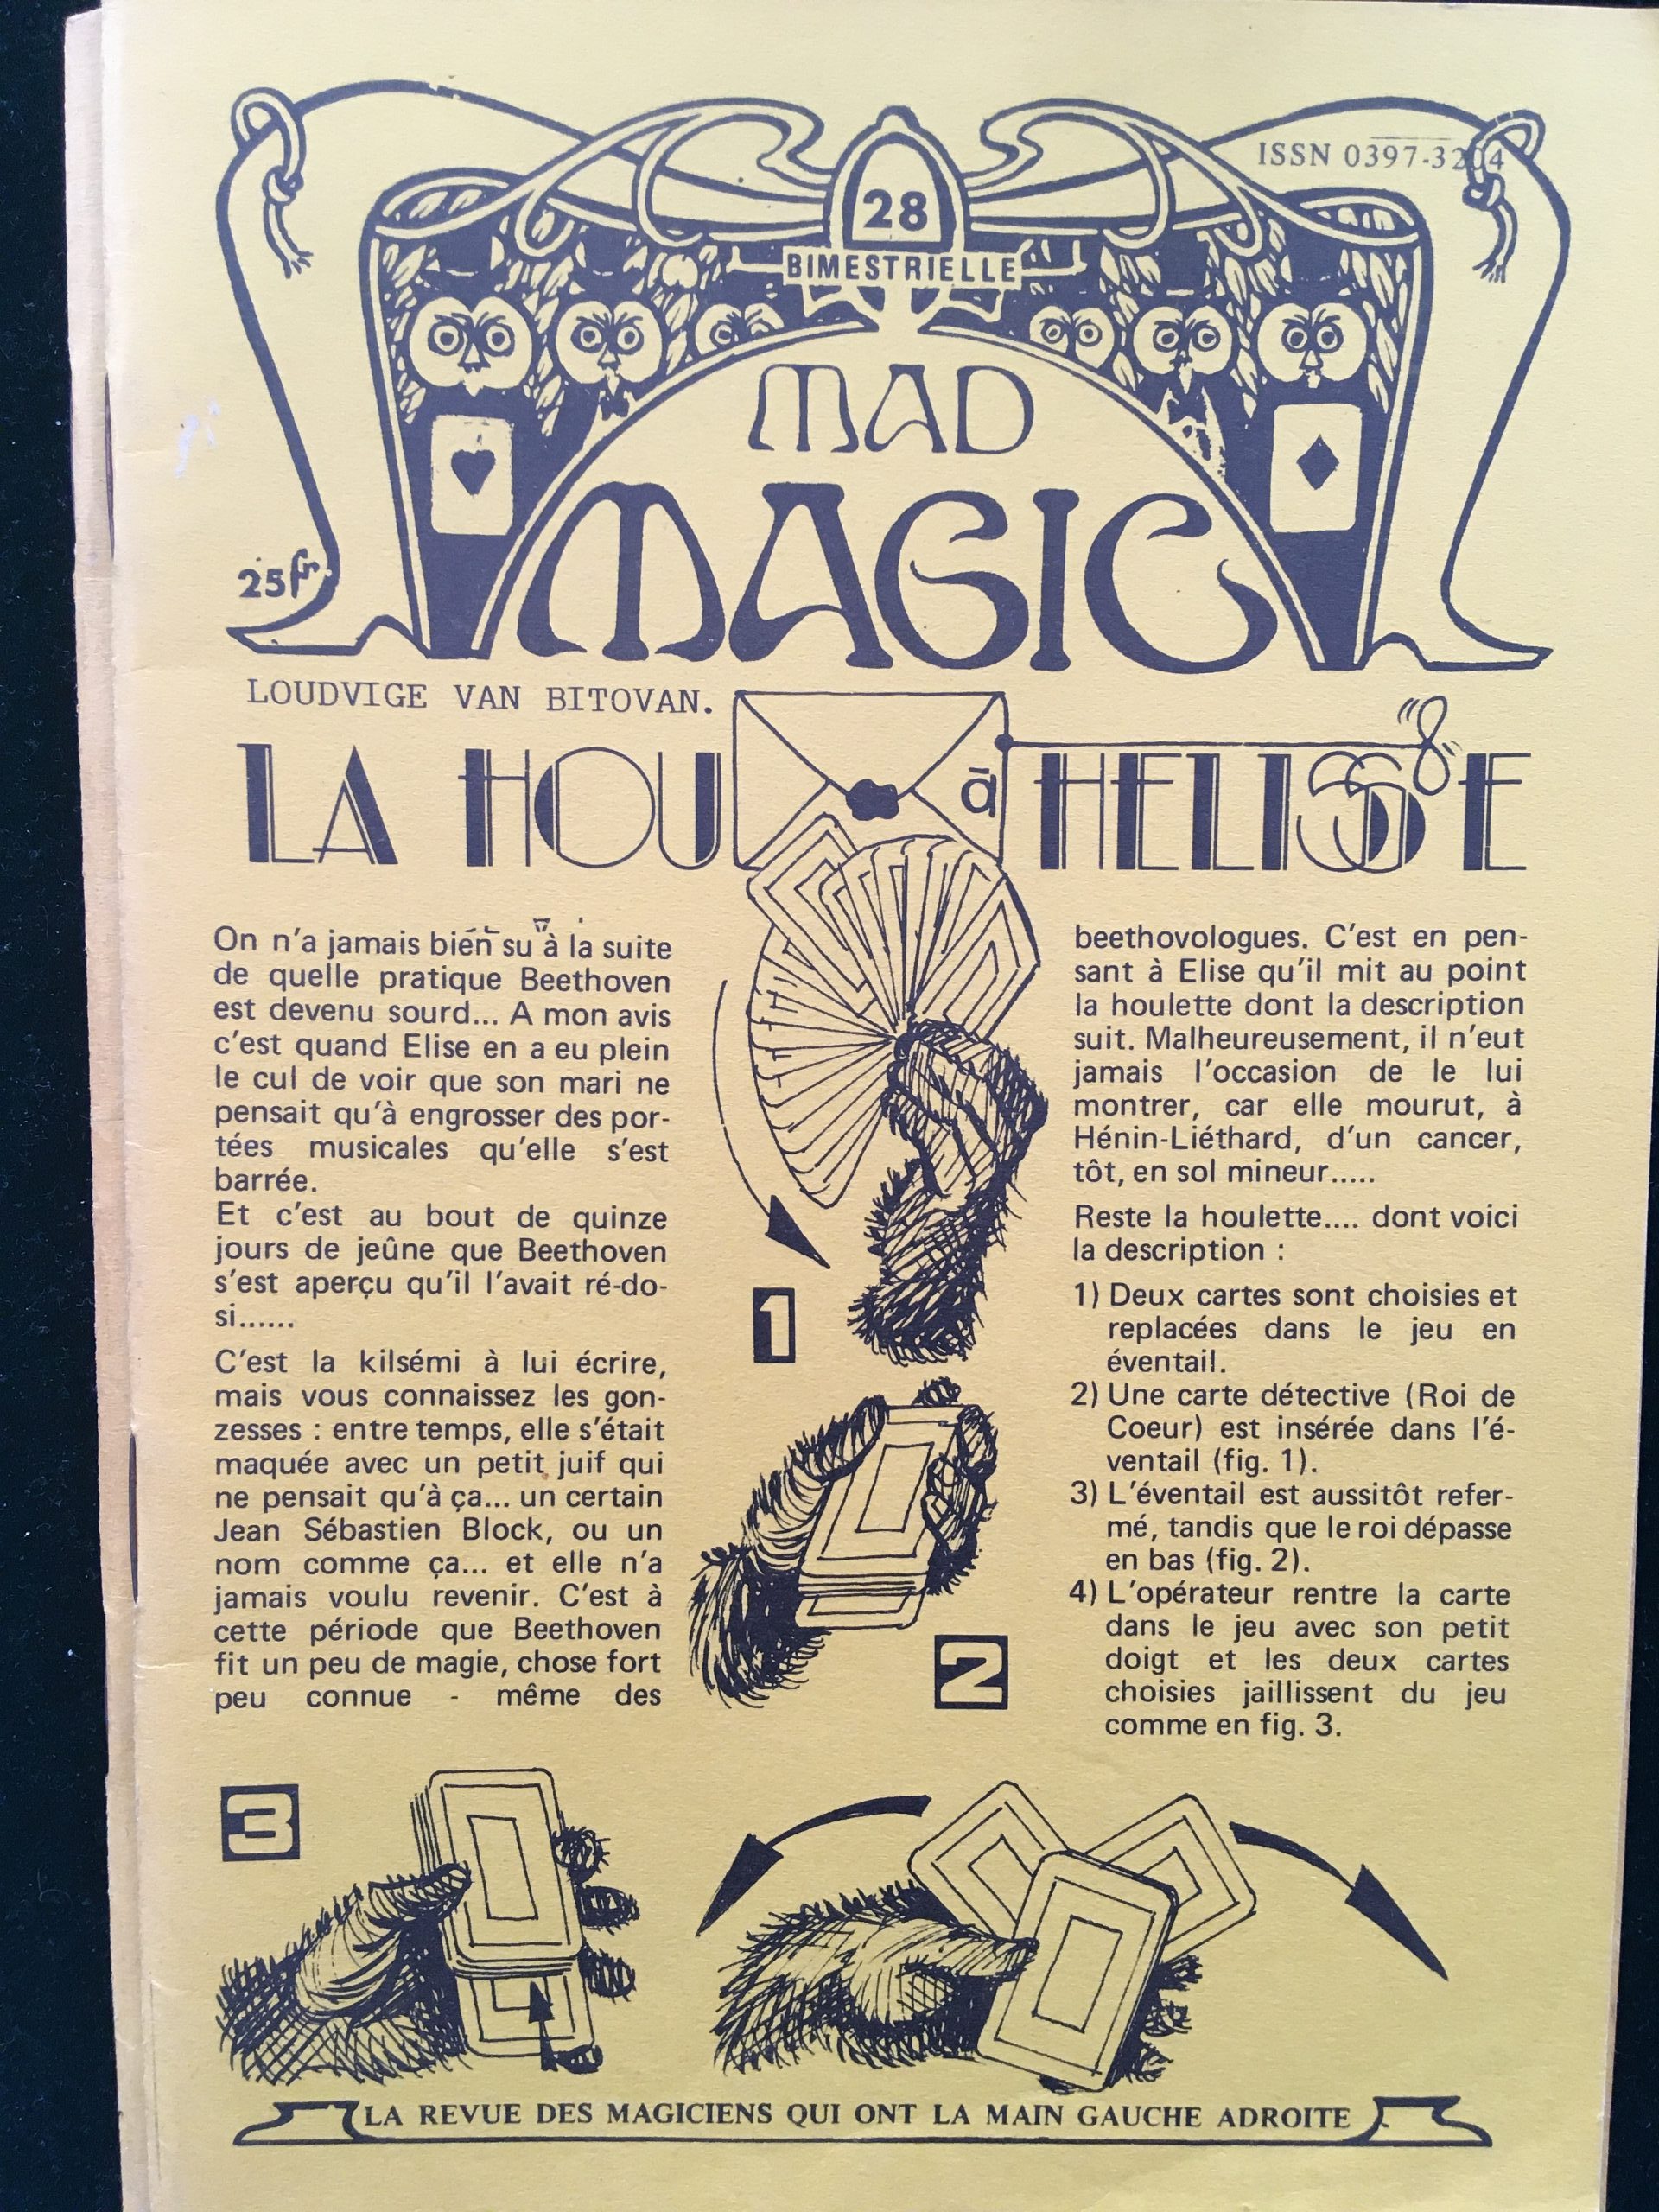 ISSN 0397-3204
28
BIMESTRIELLE
MAD
MAGIC
25fr
LOUDVIGE VAN BITOVAN.
LA HOU à HELISSE
On n'a jamais bien su à la suite
de quelle pratique Beethoven
est devenu sourd... A mon avis
c'est quand Elise en a eu plein
le cul de voir que son mari ne
pensait qu'à engrosser des por-
tées musicales qu'elle s'est
barrée.
Et c'est au bout de quinze
jours de jeûne que Beethoven
s'est aperçu qu'il l'avait ré-do-
si......
C'est la kilsémi à lui écrire,
mais vous connaissez les gon-
zesses : entre temps, elle s'était
maquée avec un petit juif qui
ne pensait qu'à ça... un certain
Jean Sébastien Block, ou un
nom comme ça... et elle n'a
jamais voulu revenir. C'est à
cette période que Beethoven
fit un peu de magie, chose fort
peu connue - même des
beethovologues. C'est en pen-
sant à Elise qu'il mit au point
la houlette dont la description
suit. Malheureusement, il n'eut
jamais l'occasion de le lui
montrer, car elle mourut, à
Hénin-Liéthard, d'un cancer,
tôt, en sol mineur.....
Reste la houlette.... dont voici
la description :
1) Deux cartes sont choisies et
replacées dans le jeu en
éventail.
2) Une carte détective (Roi de
Coeur) est insérée dans l'é-
ventail (fig. 1).
3) L'éventail est aussitôt refer-
mé, tandis que le roi dépasse
en bas (fig. 2).
4) L'opérateur rentre la carte
dans le jeu avec son petit
doigt et les deux cartes
choisies jaillissent du jeu
comme en fig. 3.
1
2
3
LA REVUE DES MAGICIENS QUI ONT LA MAIN GAUCHE ADROITE